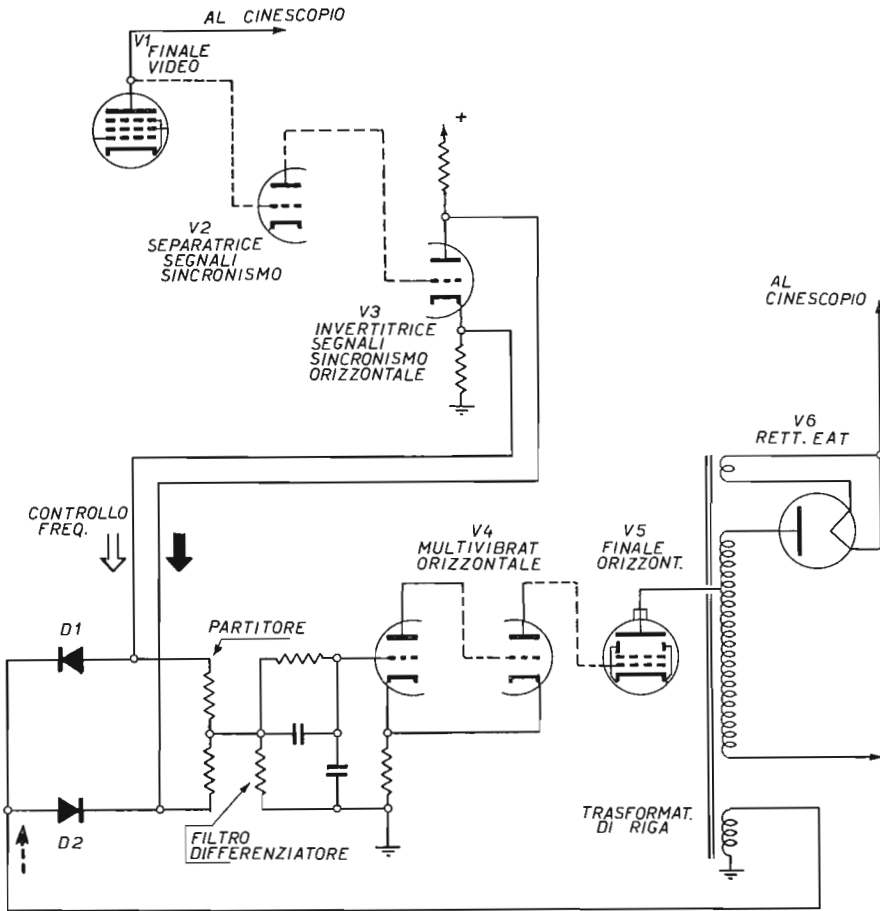 AL CINESCOPIO
V1
FINALE
VIDEO
+
V2
SEPARATRICE
SEGNALI
SINCRONISMO
V3
INVERTITRICE
SEGNALI
SINCRONISMO
ORIZZONTALE
AL
CINESCOPIO
V6
RETT. EAT
CONTROLLO
FREQ.
V4
MULTIVIBRAT
ORIZZONTALE
V5
FINALE
ORIZZONT.
D1
PARTITORE
D2
FILTRO
DIFFERENZIATORE
TRASFORMAT.
DI RIGA